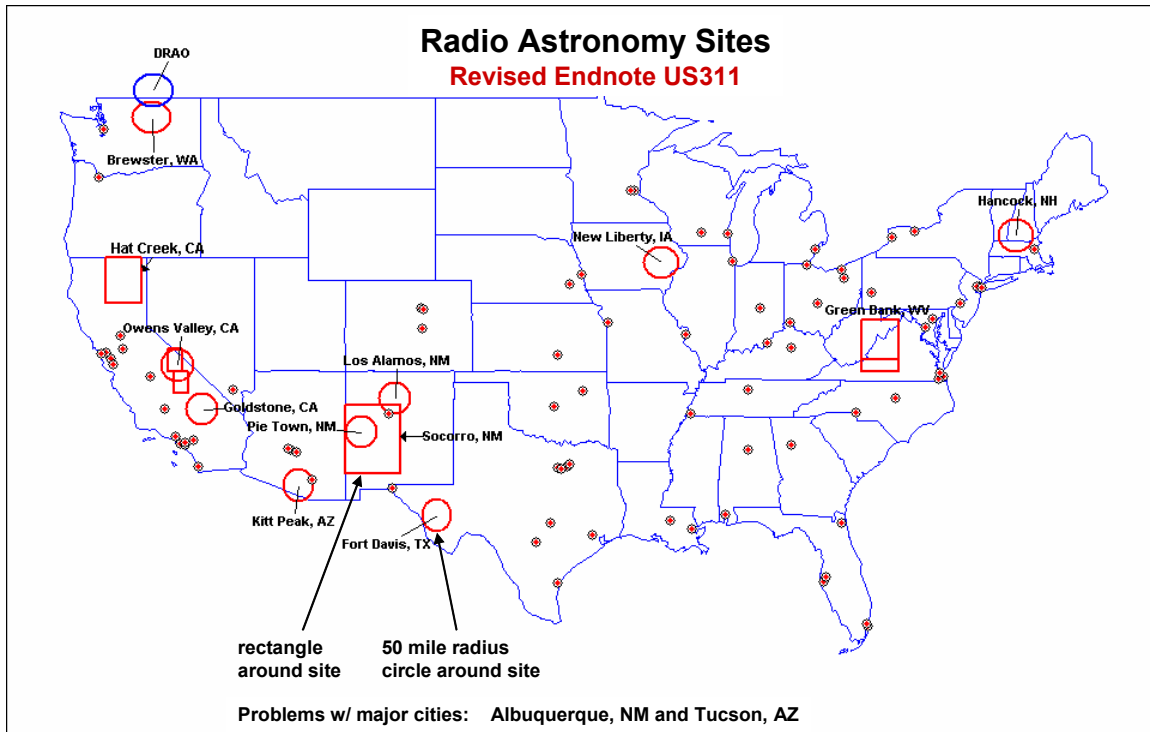 Radio Astronomy Sites
Revised Endnote US311
DRAO
Brewster, WA
Hancock, NH
New Liberty, IA
Hat Creek, CA
Owens Valley, CA
Green Bank, WV
Los Alamos, NM
Goldstone, CA
Pie Town, NM
Socorro, NM
Kitt Peak, AZ
Fort Davis, TX
rectangle
around site
50 mile radius
circle around site
Problems w/ major cities: Albuquerque, NM and Tucson, AZ